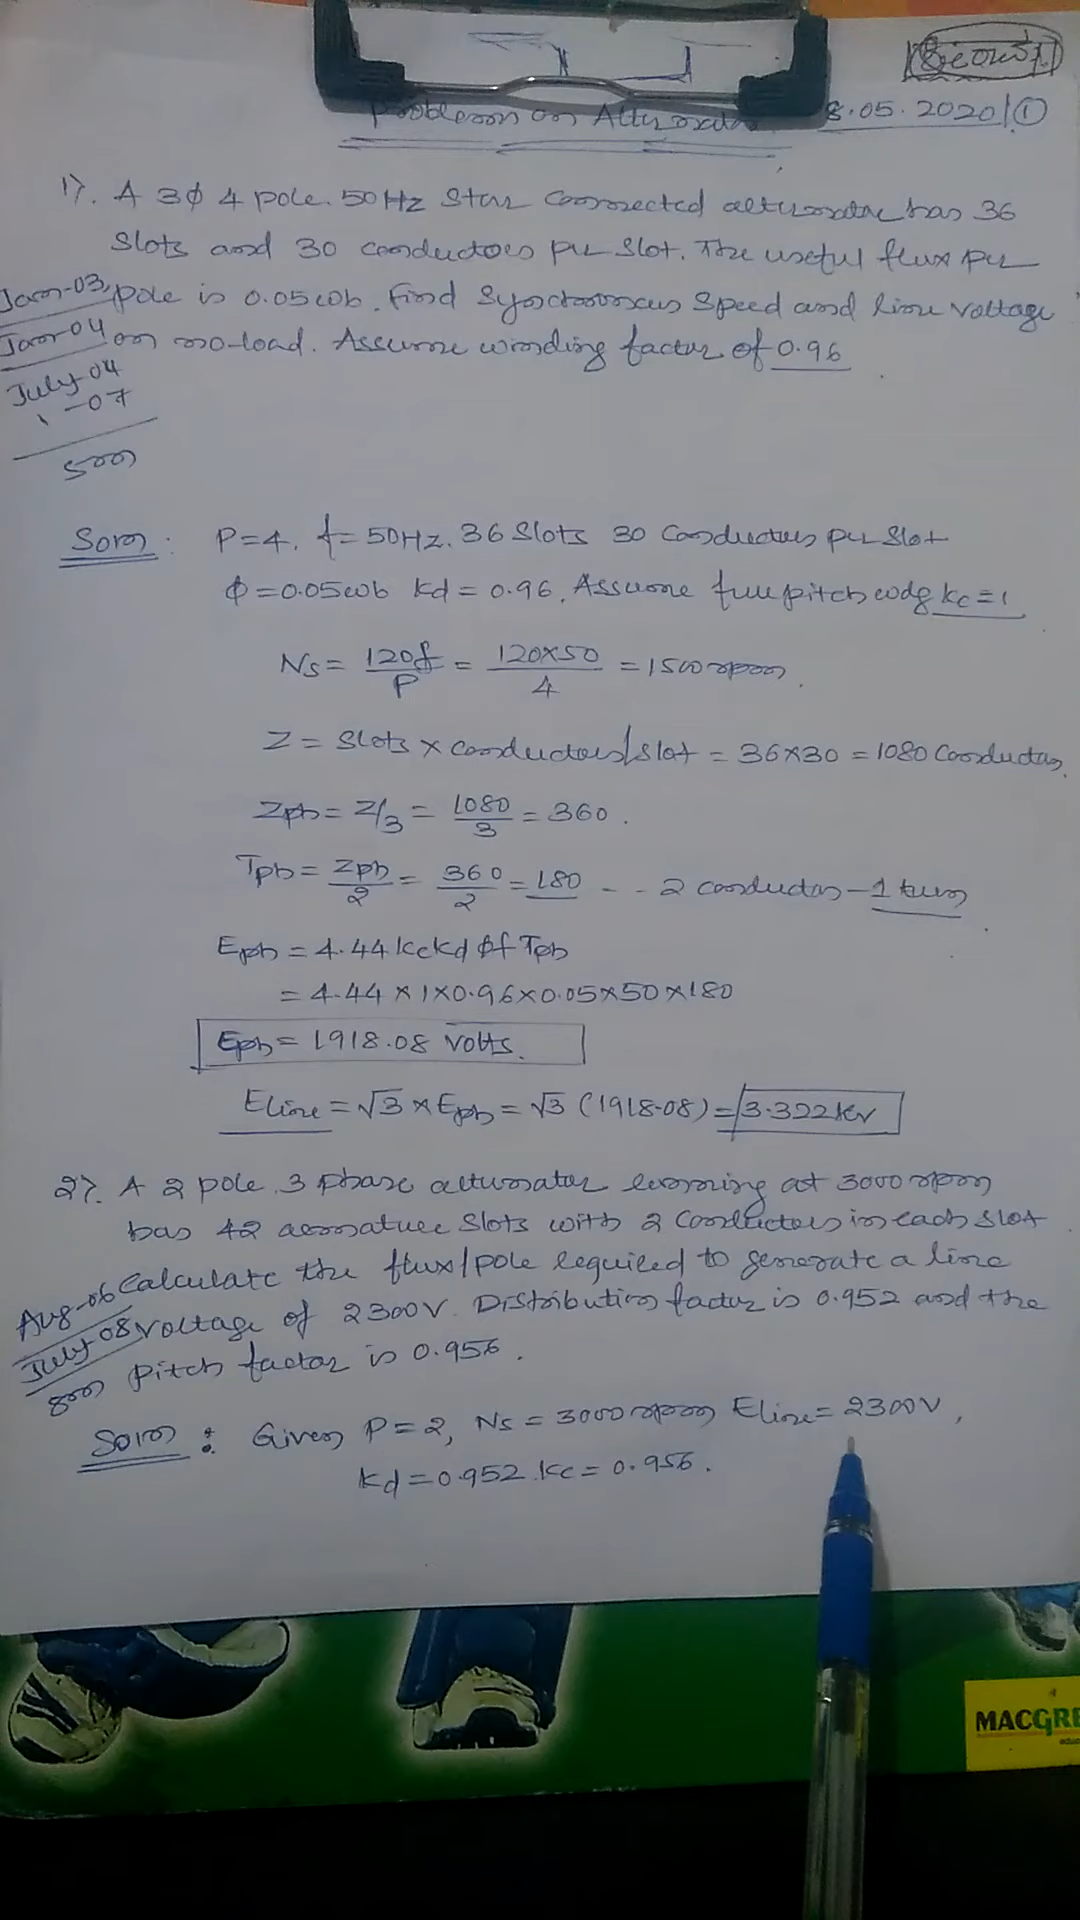 Problems on Alternator 8.05.2020/①
1). A 3ϕ 4 pole. 50Hz Star Connected alternator has 36
Slots and 30 conductors per slot. The useful flux per
Jan-03, pole is 0.05wb. Find Synchronous Speed and line voltage
Jan 04 on no-load. Assume winding factor of 0.96
July-04
-07
5m
Soln: P=4, f=50Hz. 36 Slots 30 Conductors per Slot
ϕ=0.05wb Kd=0.96, Assume full pitch wdg Kc=1
Ns = 120f/P = 120×50/4 = 1500 rpm.
Z = Slots × conductors/slot = 36×30 = 1080 Conductors
Zph = Z/3 = 1080/3 = 360.
Tph = Zph/2 = 360/2 = 180 - - 2 conductors - 1 turn
Eph = 4.44 Kc Kd ϕ f Tph
= 4.44 × 1 × 0.96 × 0.05 × 50 × 180
Eph = 1918.08 volts.
Eline = √3 × Eph = √3 (1918.08) = 3.322 kv
2). A 2 pole 3 phase alternator running at 3000 rpm
has 42 armature Slots with 2 Conductors in each slot
Calculate the flux/pole required to generate a line
Aug-06 voltage of 2300V. Distribution factor is 0.952 and the
July 08 pitch factor is 0.956.
8m
Soln: Given P=2, Ns = 3000 rpm Eline = 2300V,
Kd = 0.952 Kc = 0.956.
MACGRE
educ